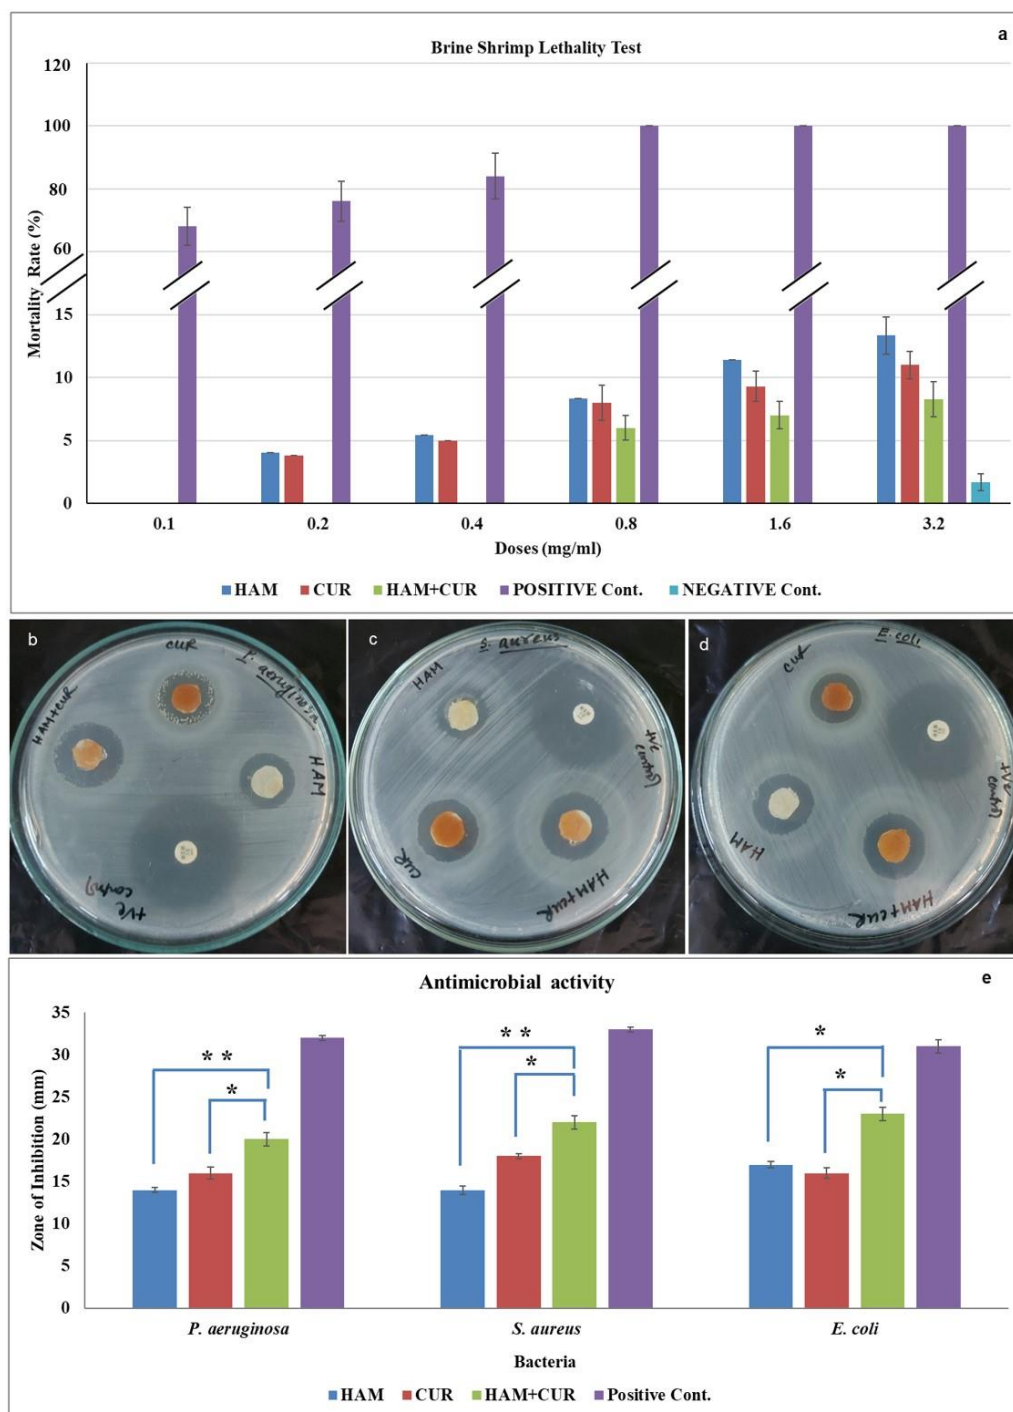 a
Brine Shrimp Lethality Test
120
100
80
60
15
10
5
0
Mortality Rate (%)
0.1 0.2 0.4 0.8 1.6 3.2
Doses (mg/ml)
HAM CUR HAM+CUR POSITIVE Cont. NEGATIVE Cont.
b
CUR
P. aeruginosa
HAM+CUR
HAM
+ve
control
c
S. aureus
HAM
+ve
control
CUR
HAM+CUR
d
E. coli
CUR
+ve
control
HAM
HAM+CUR
e
Antimicrobial activity
35
30
25
20
15
10
5
0
Zone of Inhibition (mm)
* *
*
* *
*
*
*
P. aeruginosa S. aureus E. coli
Bacteria
HAM CUR HAM+CUR Positive Cont.